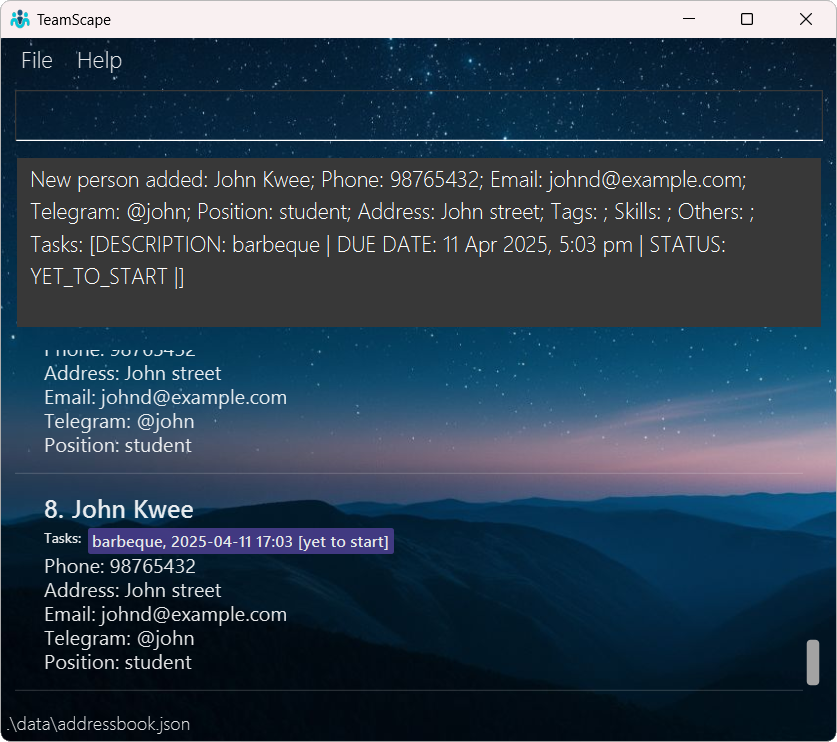 TeamScape
File Help
New person added: John Kwee; Phone: 98765432; Email: johnd@example.com;
Telegram: @john; Position: student; Address: John street; Tags: ; Skills: ; Others: ;
Tasks: [DESCRIPTION: barbeque | DUE DATE: 11 Apr 2025, 5:03 pm | STATUS:
YET_TO_START |]
Phone: 98765432
Address: John street
Email: johnd@example.com
Telegram: @john
Position: student
8. John Kwee
Tasks: barbeque, 2025-04-11 17:03 [yet to start]
Phone: 98765432
Address: John street
Email: johnd@example.com
Telegram: @john
Position: student
.\data\addressbook.json